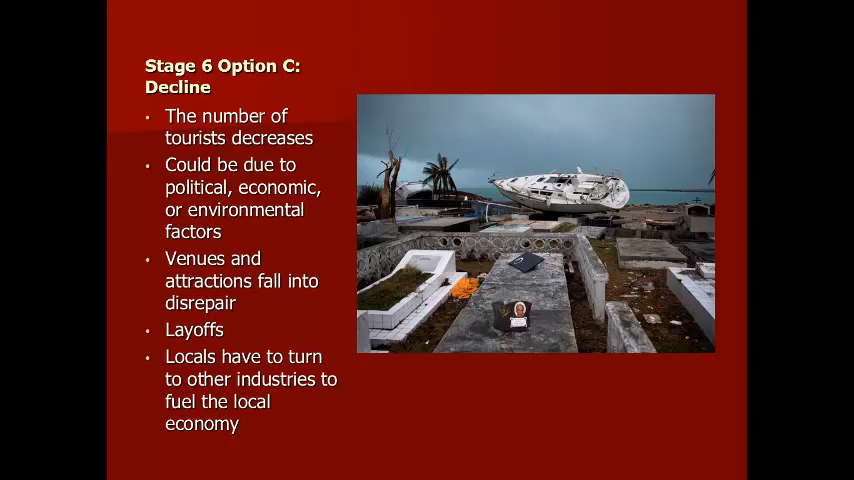 Stage 6 Option C:
Decline
• The number of
tourists decreases
• Could be due to
political, economic,
or environmental
factors
• Venues and
attractions fall into
disrepair
• Layoffs
• Locals have to turn
to other industries to
fuel the local
economy